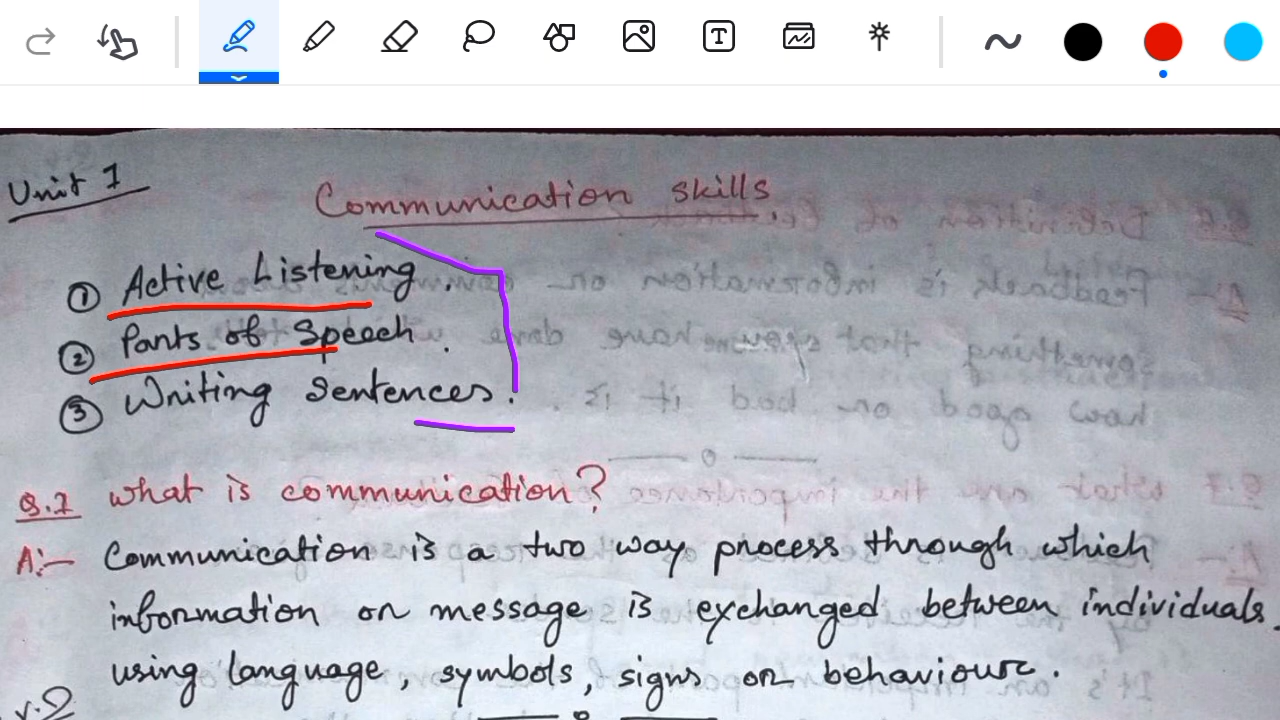 Unit 1
Communication skills.
① Active Listening.
② Parts of Speech.
③ Writing Sentences.
Q.1 What is communication?
A:- Communication is a two way process through which
information or message is exchanged between individuals
using language, symbols, signs or behaviour.